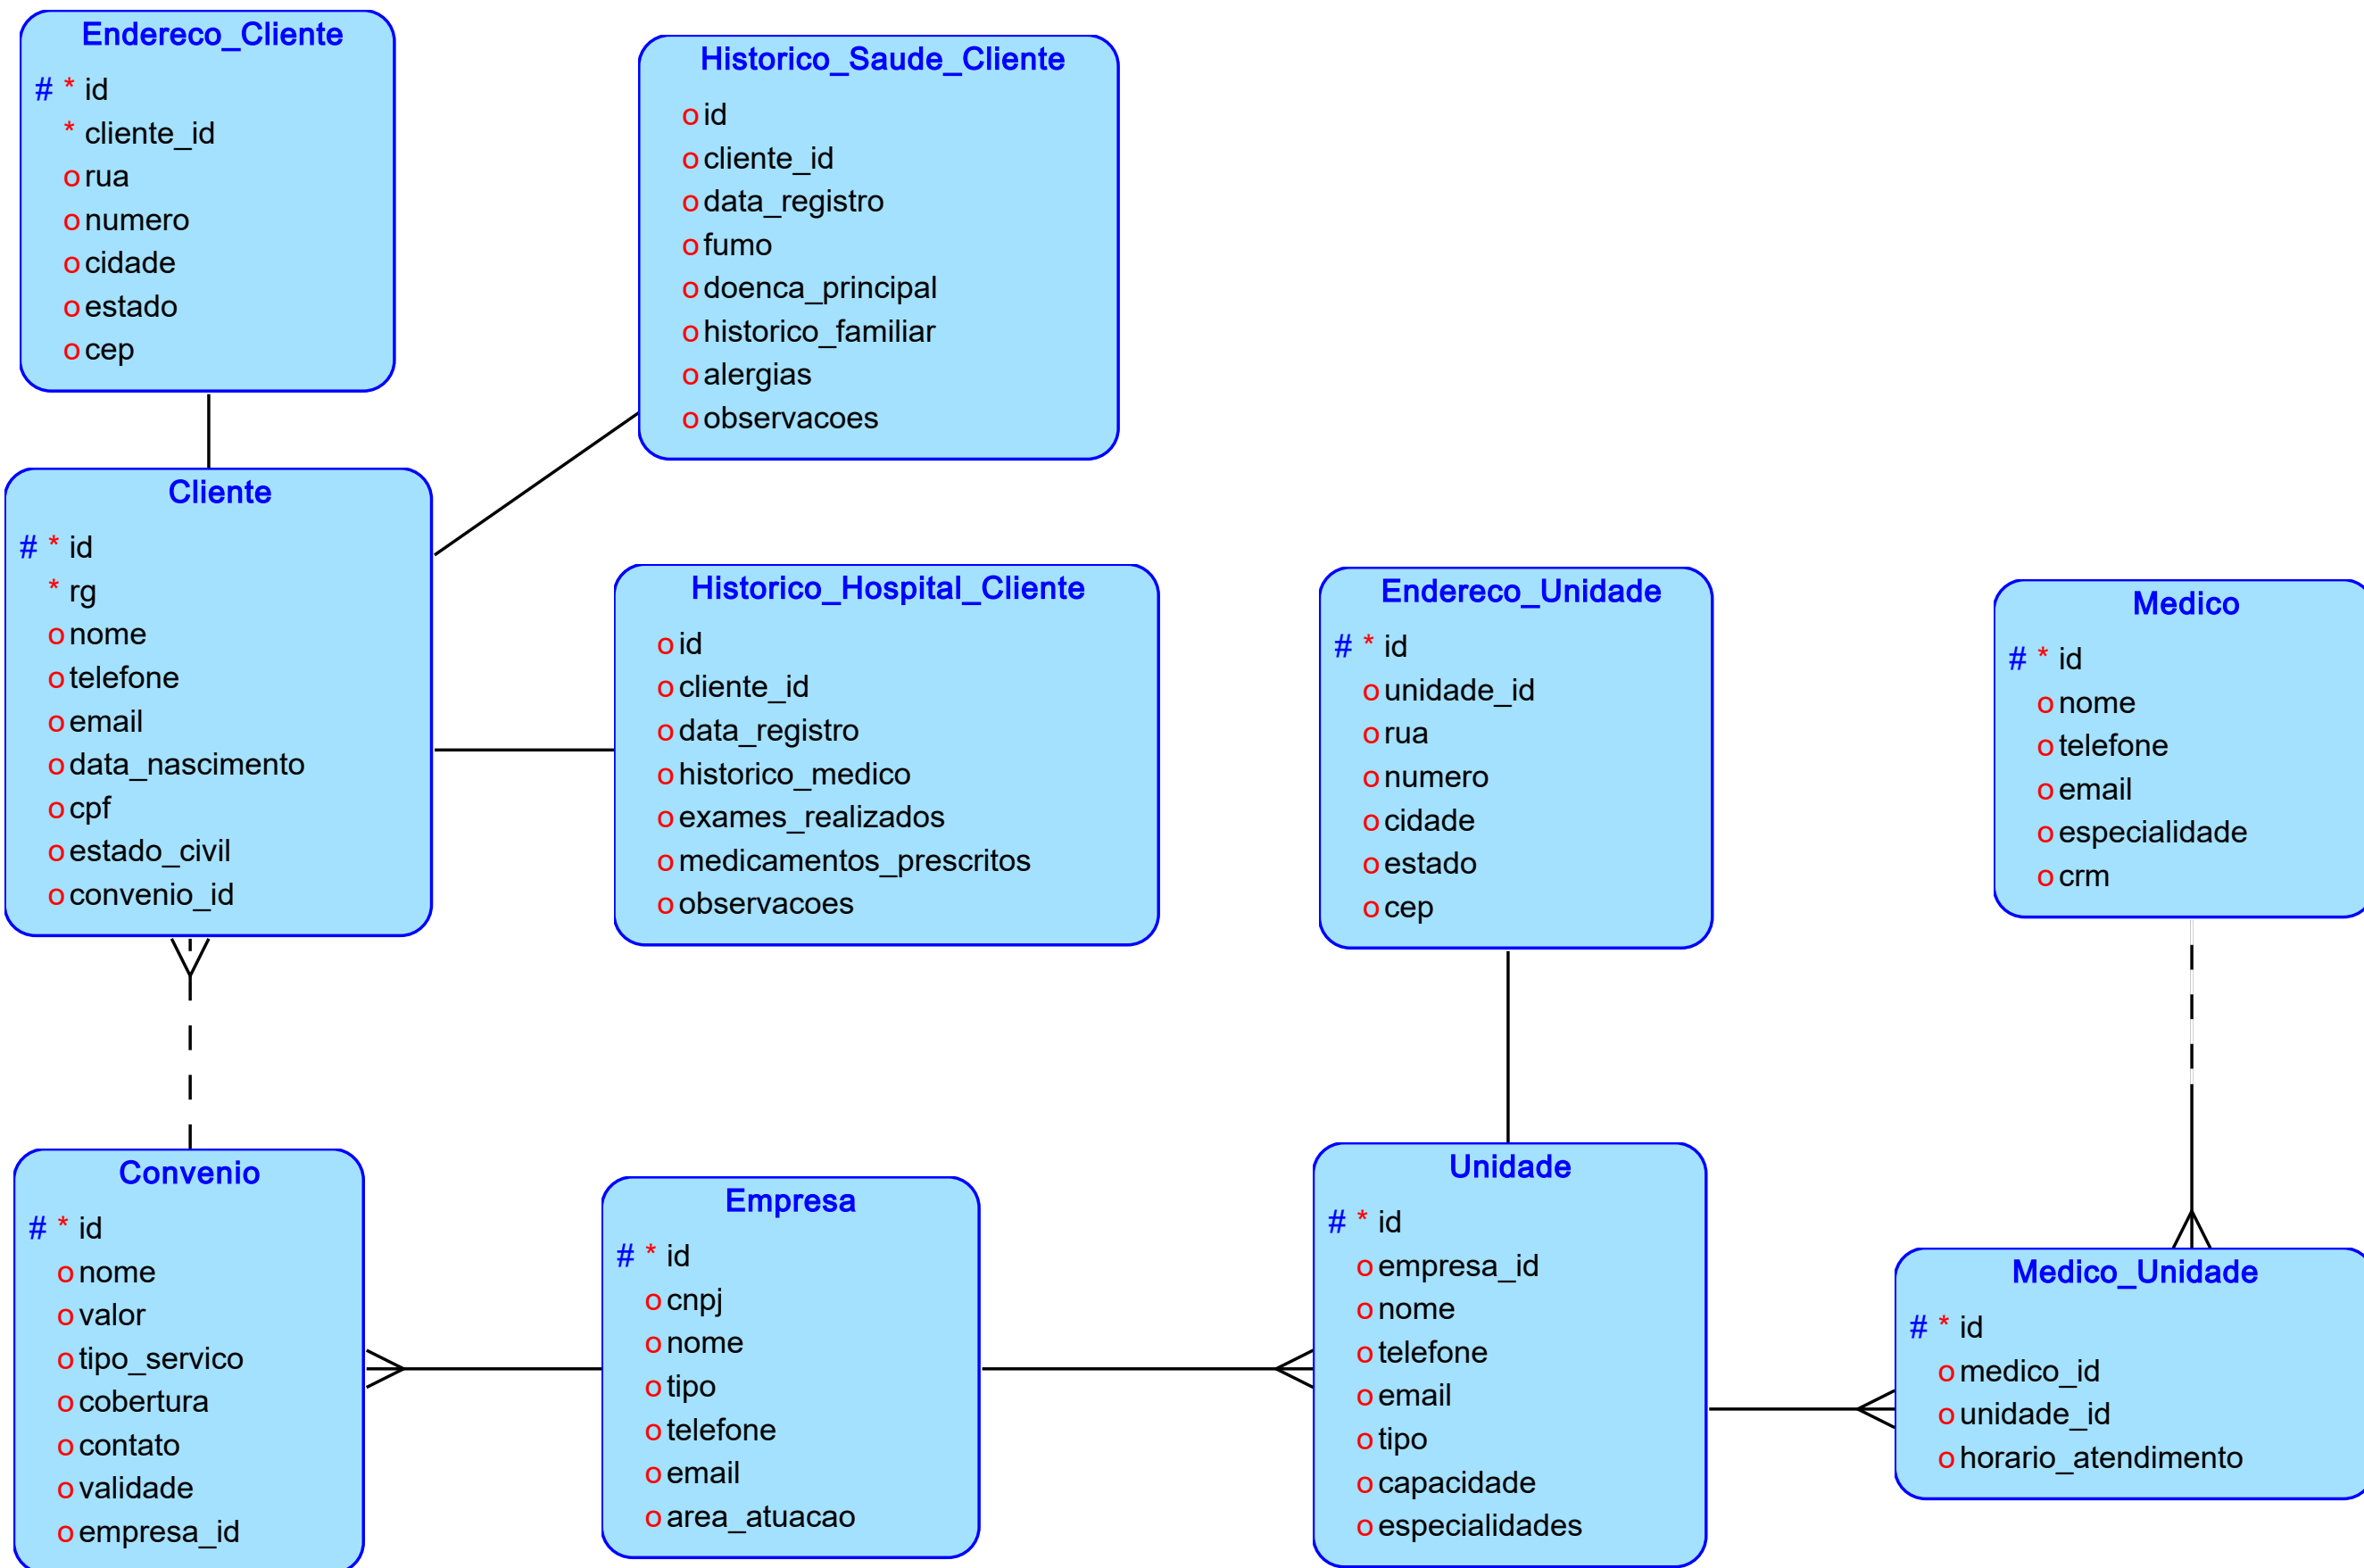 Endereco_Cliente
# * id
* cliente_id
o rua
o numero
o cidade
o estado
o cep
Historico_Saude_Cliente
o id
o cliente_id
o data_registro
o fumo
o doenca_principal
o historico_familiar
o alergias
o observacoes
Cliente
# * id
* rg
o nome
o telefone
o email
o data_nascimento
o cpf
o estado_civil
o convenio_id
Historico_Hospital_Cliente
o id
o cliente_id
o data_registro
o historico_medico
o exames_realizados
o medicamentos_prescritos
o observacoes
Endereco_Unidade
# * id
o unidade_id
o rua
o numero
o cidade
o estado
o cep
Medico
# * id
o nome
o telefone
o email
o especialidade
o crm
Convenio
# * id
o nome
o valor
o tipo_servico
o cobertura
o contato
o validade
o empresa_id
Empresa
# * id
o cnpj
o nome
o tipo
o telefone
o email
o area_atuacao
Unidade
# * id
o empresa_id
o nome
o telefone
o email
o tipo
o capacidade
o especialidades
Medico_Unidade
# * id
o medico_id
o unidade_id
o horario_atendimento